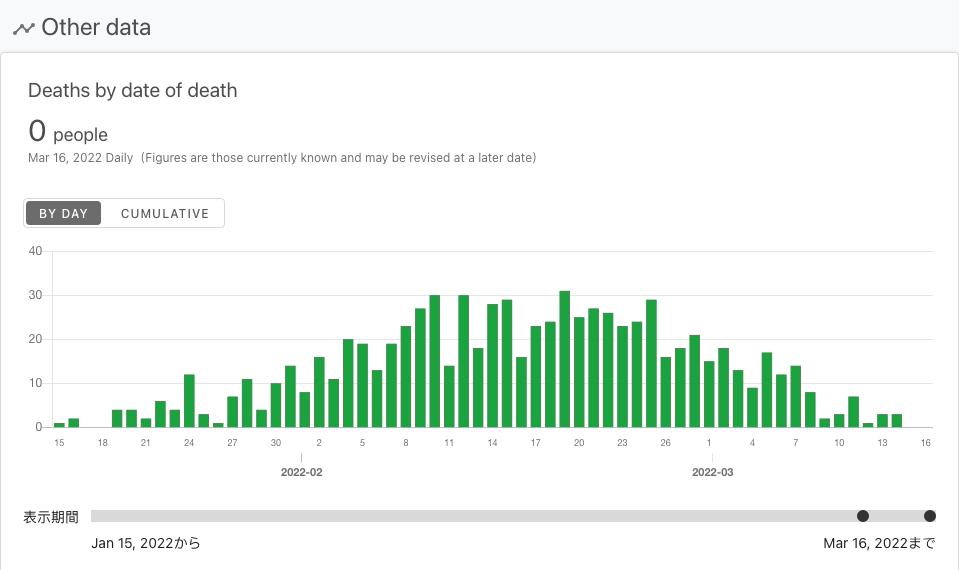 Other data
Deaths by date of death
0 people
Mar 16, 2022 Daily (Figures are those currently known and may be revised at a later date)
BY DAY CUMULATIVE
40
30
20
10
0
15 18 21 24 27 30 2 5 8 11 14 17 20 23 26 1 4 7 10 13 16
2022-02 2022-03
表示期間
Jan 15, 2022から Mar 16, 2022まで